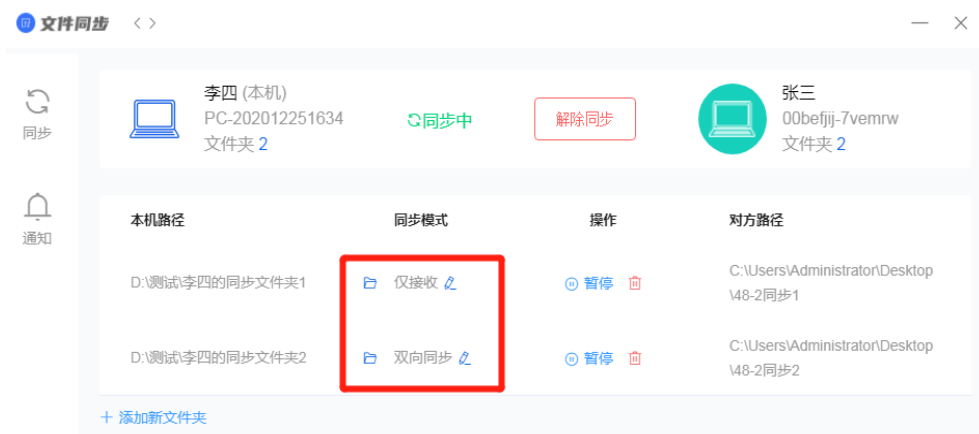 文件同步
李四 (本机)
PC-202012251634
文件夹 2
同步中
解除同步
张三
00befjij-7vemrw
文件夹 2
同步
通知
本机路径 同步模式 操作 对方路径
D:\测试\李四的同步文件夹1 仅接收 暂停 C:\Users\Administrator\Desktop
\48-2同步1
D:\测试\李四的同步文件夹2 双向同步 暂停 C:\Users\Administrator\Desktop
\48-2同步2
+ 添加新文件夹